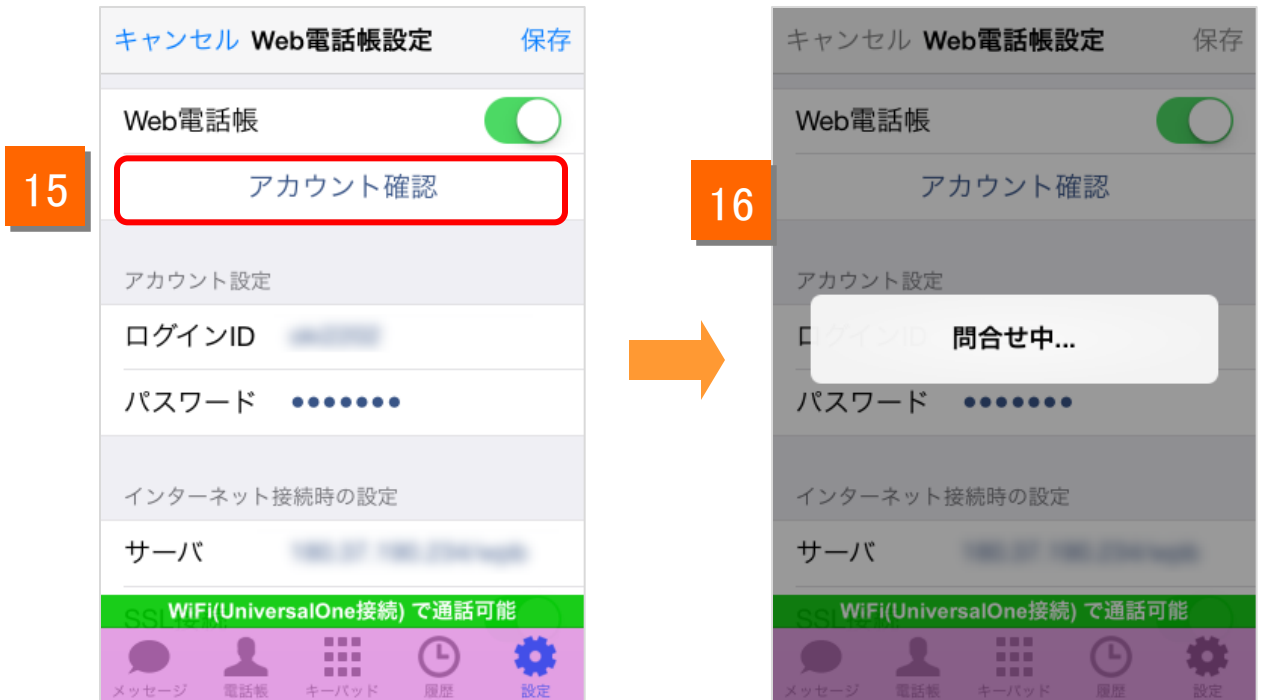 キャンセル Web電話帳設定 保存
Web電話帳
15
アカウント確認
アカウント設定
ログインID
パスワード •••••••
インターネット接続時の設定
サーバ
WiFi(UniversalOne接続) で通話可能
メッセージ 電話帳 キーパッド 履歴 設定
キャンセル Web電話帳設定 保存
Web電話帳
16
アカウント確認
アカウント設定
問合せ中...
パスワード •••••••
インターネット接続時の設定
サーバ
WiFi(UniversalOne接続) で通話可能
メッセージ 電話帳 キーパッド 履歴 設定